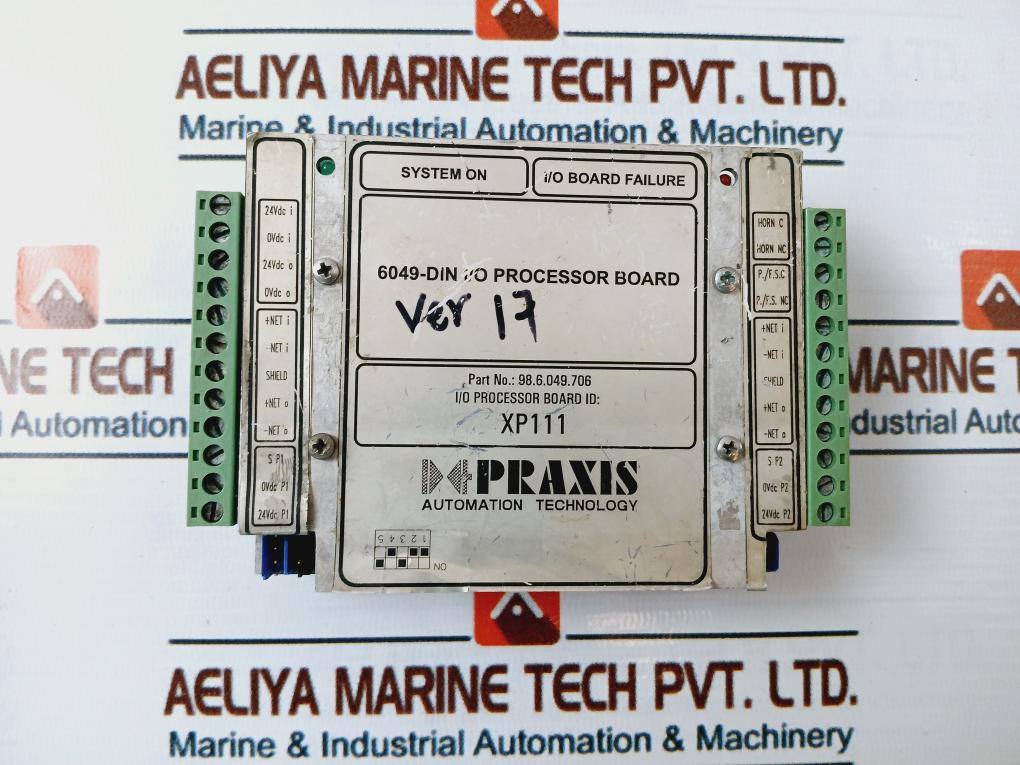 AELIYA MARINE TECH PVT. LTD.
Marine & Industrial Automation & Machinery
SYSTEM ON
I/O BOARD FAILURE
24Vdc i
0Vdc i
24Vdc o
0Vdc o
+NET i
-NET i
SHIELD
+NET o
-NET o
S P1
0Vdc P1
24Vdc P1
6049-DIN I/O PROCESSOR BOARD
Ver 17
Part No.: 98.6.049.706
I/O PROCESSOR BOARD ID:
XP111
PRAXIS
AUTOMATION TECHNOLOGY
1 2 3 4 5
ON
HORN C
HORN NC
P./F.S.C
P./F.S. NC
+NET i
-NET i
SHIELD
+NET o
-NET o
S P2
0Vdc P2
24Vdc P2
NE TECH
l Automation
MARINE T
dustrial Auto
AELIYA MARINE TECH PVT. LTD.
Marine & Industrial Automation & Machinery